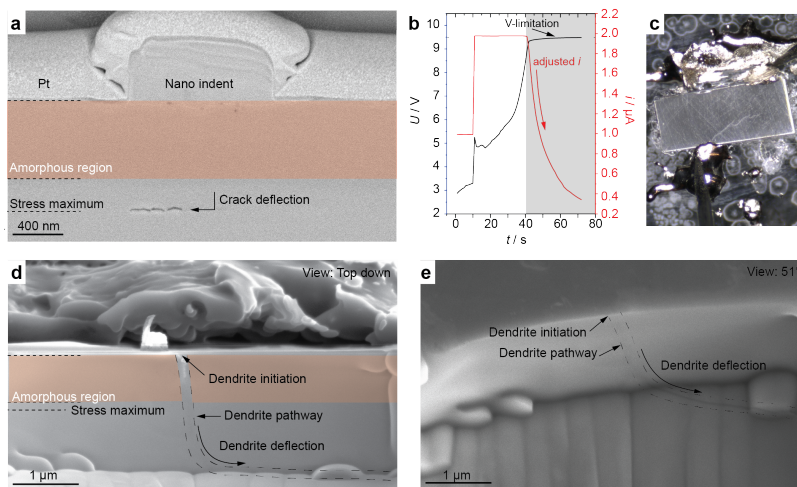 a
Pt
Nano indent
Amorphous region
Stress maximum
Crack deflection
400 nm
b
V-limitation
adjusted i
U / V
10
9
8
7
6
5
4
3
2
i / µA
2.2
2.0
1.8
1.6
1.4
1.2
1.0
0.8
0.6
0.4
0.2
0
20
40
60
80
t / s
c
d
View: Top down
Dendrite initiation
Amorphous region
Stress maximum
Dendrite pathway
Dendrite deflection
1 µm
e
View: 51°
Dendrite initiation
Dendrite pathway
Dendrite deflection
1 µm